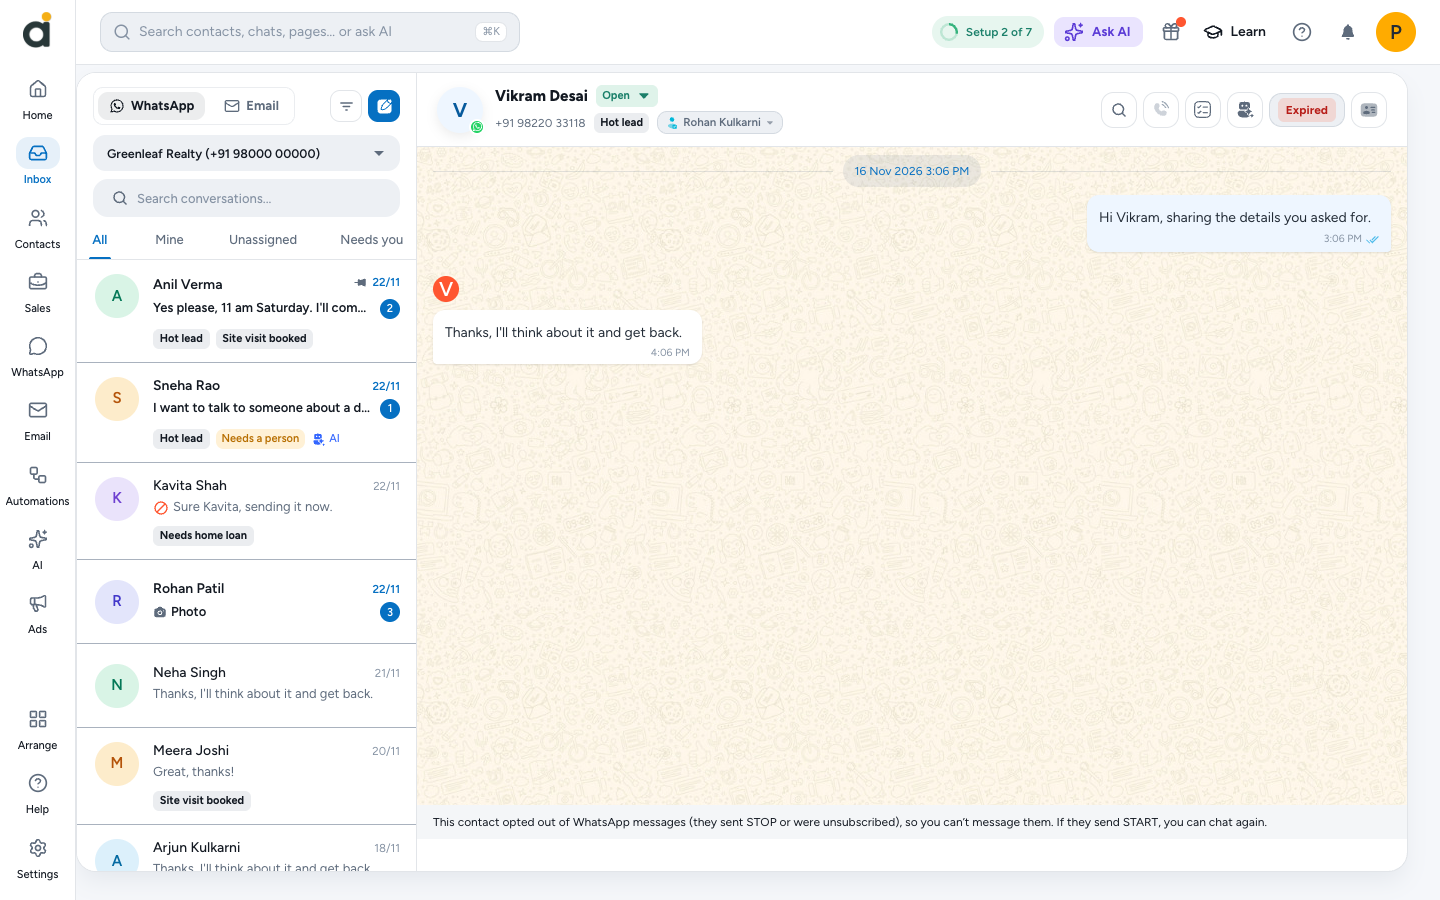 Search contacts, chats, pages... or ask AI
⌘K
Setup 2 of 7
Ask AI
Learn
P
Home
Inbox
Contacts
Sales
WhatsApp
Email
Automations
AI
Ads
Arrange
Help
Settings
WhatsApp
Email
Greenleaf Realty (+91 98000 00000)
Search conversations...
All
Mine
Unassigned
Needs you
A
Anil Verma
22/11
Yes please, 11 am Saturday. I'll com...
2
Hot lead
Site visit booked
S
Sneha Rao
22/11
I want to talk to someone about a d...
1
Hot lead
Needs a person
AI
K
Kavita Shah
22/11
Sure Kavita, sending it now.
Needs home loan
R
Rohan Patil
22/11
Photo
3
N
Neha Singh
21/11
Thanks, I'll think about it and get back.
M
Meera Joshi
20/11
Great, thanks!
Site visit booked
A
Arjun Kulkarni
18/11
Thanks, I'll think about it and get back.
V
Vikram Desai
Open
+91 98220 33118
Hot lead
Rohan Kulkarni
Expired
16 Nov 2026 3:06 PM
Hi Vikram, sharing the details you asked for.
3:06 PM
V
Thanks, I'll think about it and get back.
4:06 PM
This contact opted out of WhatsApp messages (they sent STOP or were unsubscribed), so you can't message them. If they send START, you can chat again.